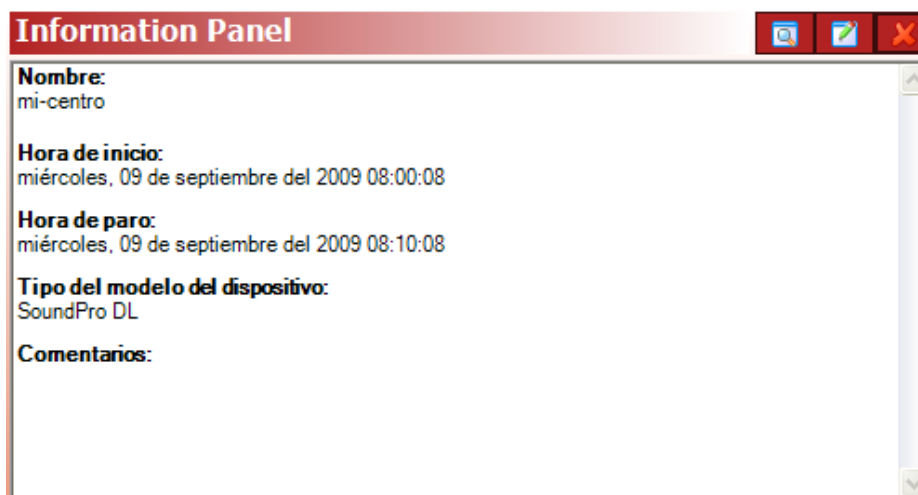 Information Panel
Nombre:
mi-centro
Hora de inicio:
miércoles, 09 de septiembre del 2009 08:00:08
Hora de paro:
miércoles, 09 de septiembre del 2009 08:10:08
Tipo del modelo del dispositivo:
SoundPro DL
Comentarios: